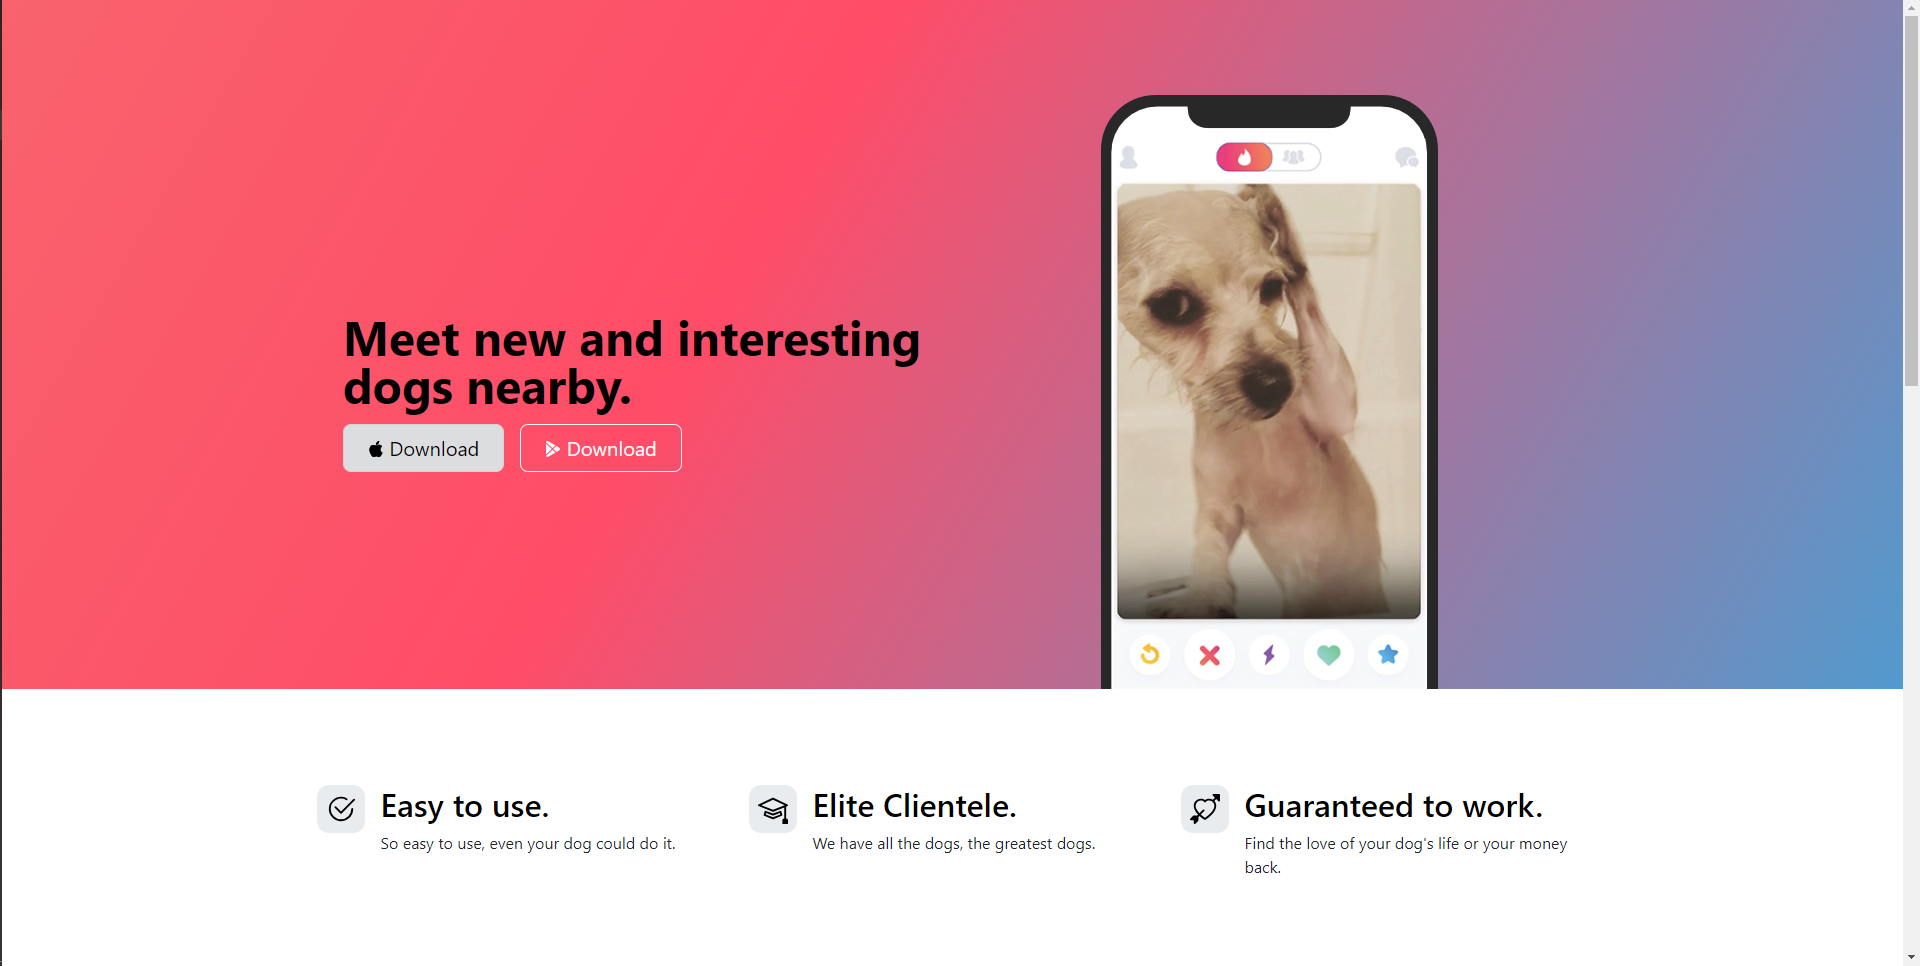 Meet new and interesting
dogs nearby.
Download
Download
Easy to use.
So easy to use, even your dog could do it.
Elite Clientele.
We have all the dogs, the greatest dogs.
Guaranteed to work.
Find the love of your dog's life or your money
back.